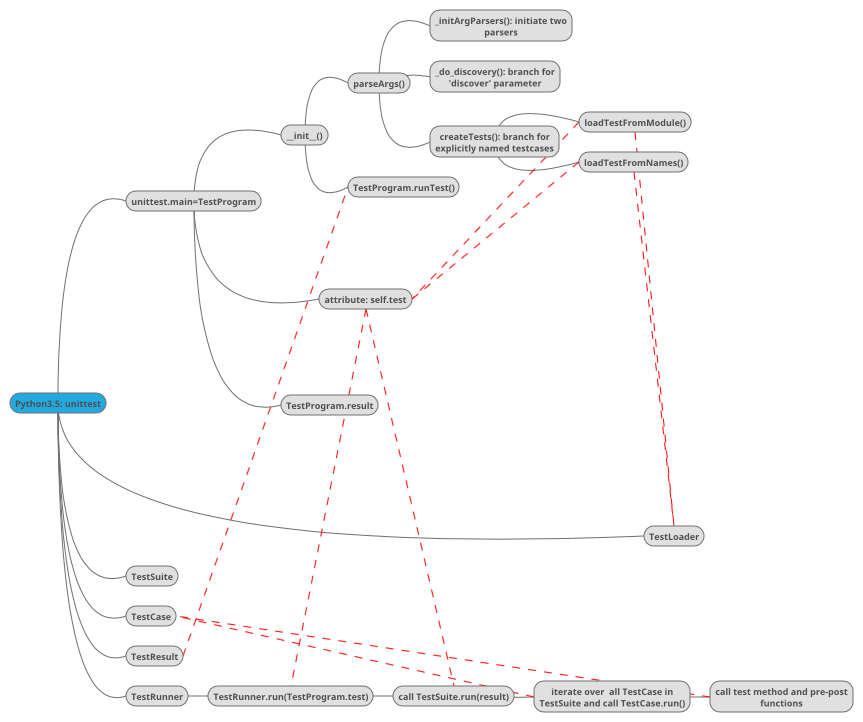 _initArgParsers(): initiate two
parsers
_do_discovery(): branch for
'discover' parameter
parseArgs()
loadTestFromModule()
__init__()
createTests(): branch for
explicitly named testcases
loadTestFromNames()
TestProgram.runTest()
unittest.main=TestProgram
attribute: self.test
Python3.5: unittest
TestProgram.result
TestLoader
TestSuite
TestCase
TestResult
TestRunner
TestRunner.run(TestProgram.test)
call TestSuite.run(result)
iterate over  all TestCase in
TestSuite and call TestCase.run()
call test method and pre-post
functions